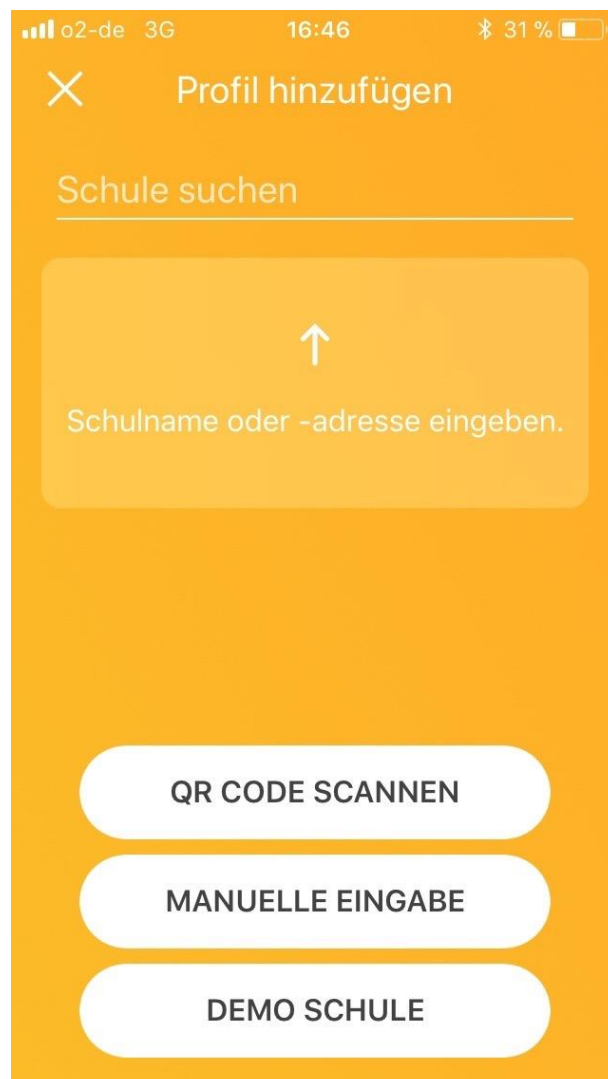 o2-de 3G 16:46 31 %
Profil hinzufügen
Schule suchen
Schulname oder -adresse eingeben.
QR CODE SCANNEN
MANUELLE EINGABE
DEMO SCHULE